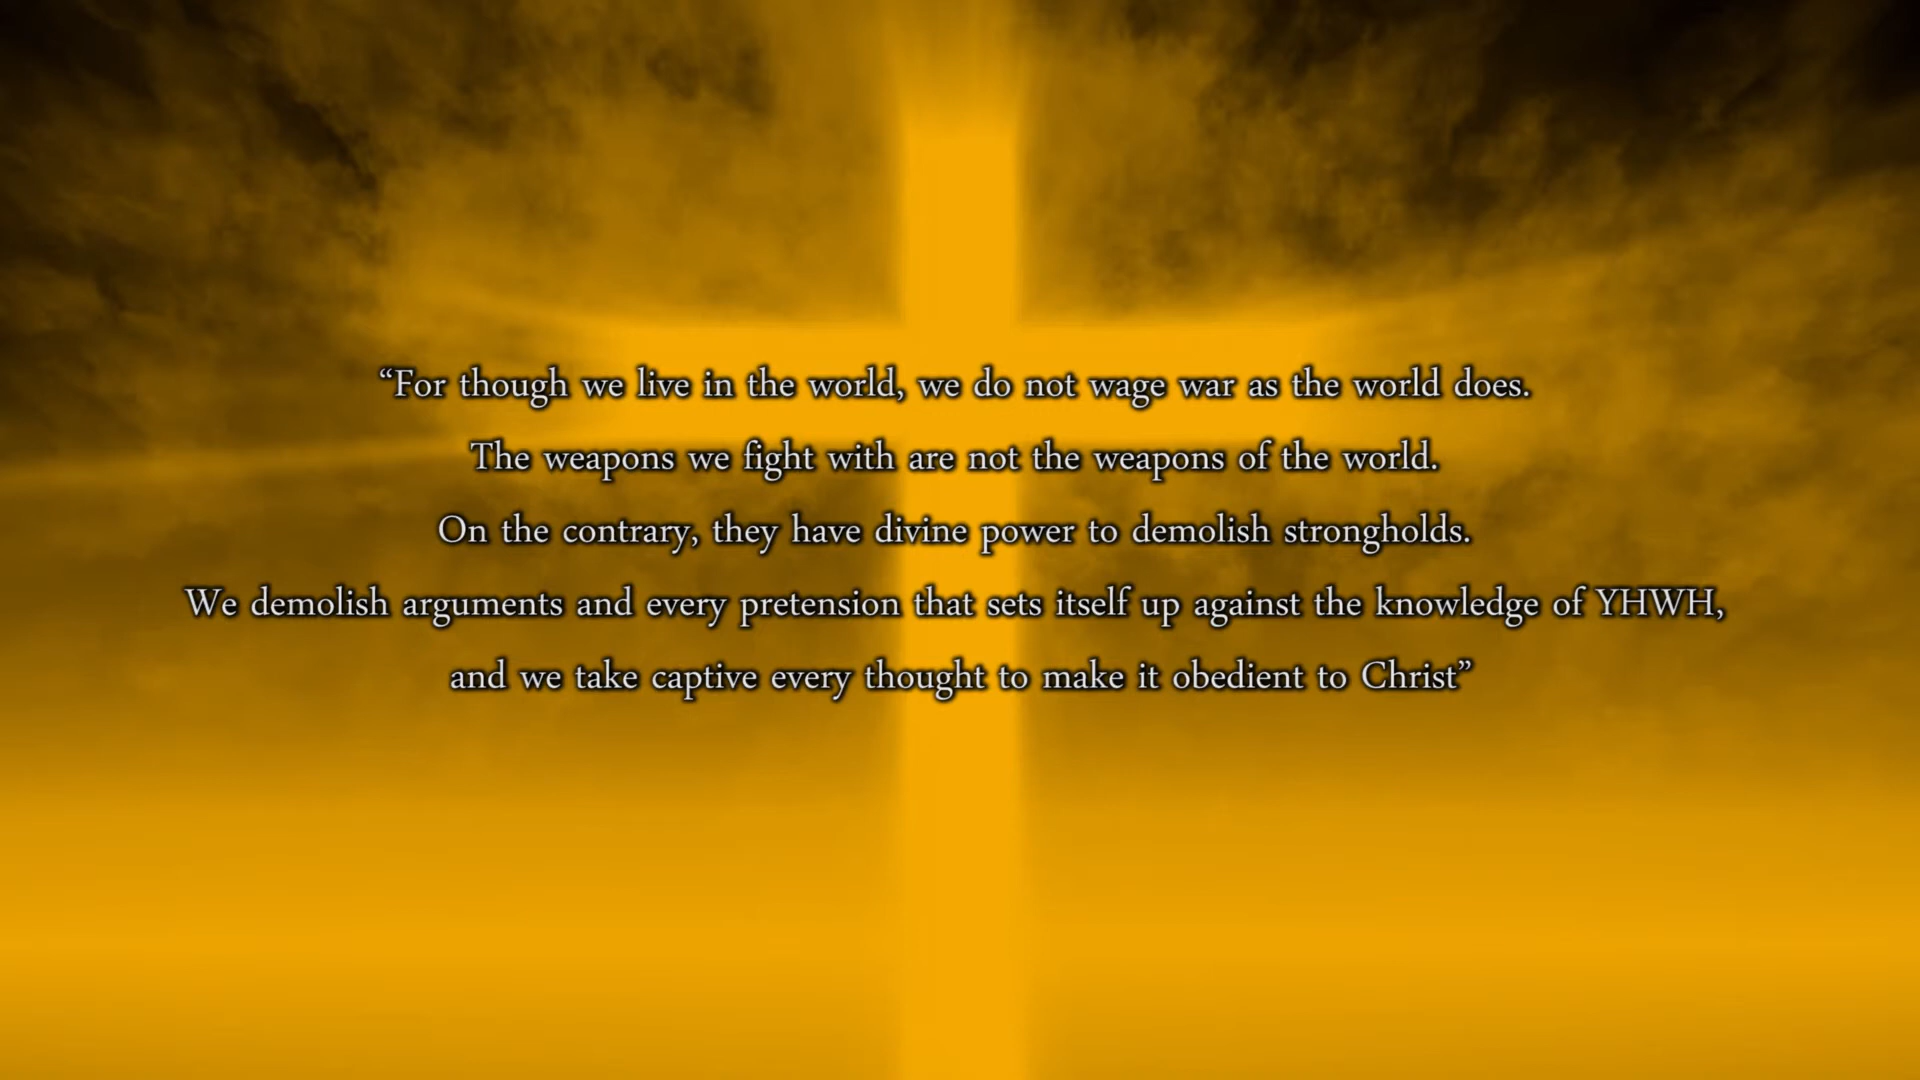 “For though we live in the world, we do not wage war as the world does.
The weapons we fight with are not the weapons of the world.
On the contrary, they have divine power to demolish strongholds.
We demolish arguments and every pretension that sets itself up against the knowledge of YHWH,
and we take captive every thought to make it obedient to Christ”